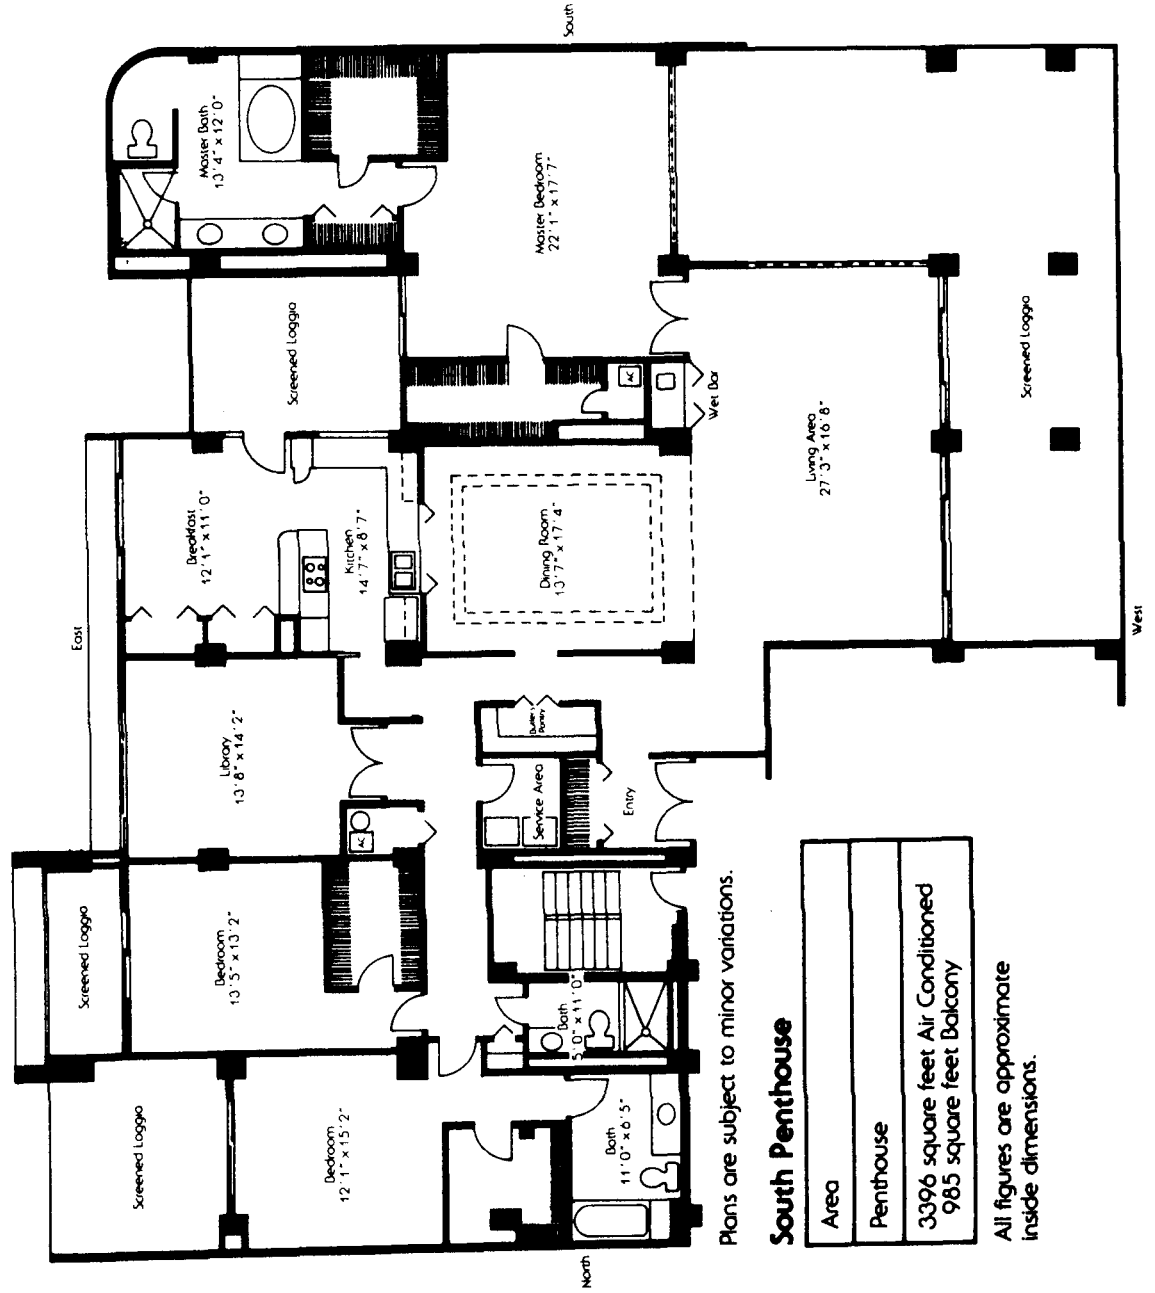 South
Master Bath
13'4" x 12'0"
Master Bedroom
22'1" x 17'7"
Screened Loggia
Screened Loggia
AC
Wet Bar
Living Area
27'3" x 16'8"
Breakfast
12'1" x 11'0"
Kitchen
14'7" x 8'7"
Dining Room
13'7" x 17'4"
East
West
Library
13'8" x 14'2"
Butler's
Pantry
Service Area
Entry
AC
Screened Loggia
Bedroom
13'5" x 13'2"
Bath
5'0" x 11'0"
Screened Loggia
Bedroom
12'1" x 15'2"
Bath
11'0" x 6'5"
North
Plans are subject to minor variations.
South Penthouse
Area
Penthouse
3396 square feet Air Conditioned
985 square feet Balcony
All figures are approximate
inside dimensions.